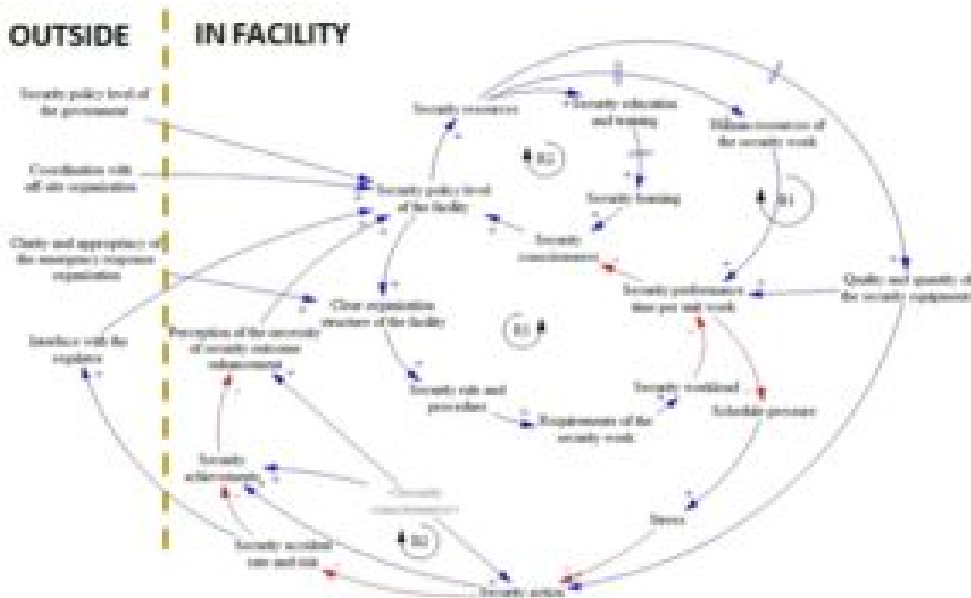 OUTSIDE
IN FACILITY
Security policy level of
the government
Coordination with
off-site organization
Clarity and appropriacy of
the emergency response
organization
Interface with the
regulator
Security resources
Security education
and training
Human resources of
the security work
Security policy level
of the facility
Security learning
Security
consciousness
Security performance
time per unit work
Quality and quantity of
the security equipment
Clear organization
structure of the facility
Perception of the necessity
of security outcome
enhancement
Security rule and
procedure
Requirements of the
security work
Security workload
Schedule pressure
Security
achievements
Stress
Security accident
rate and risk
Security action